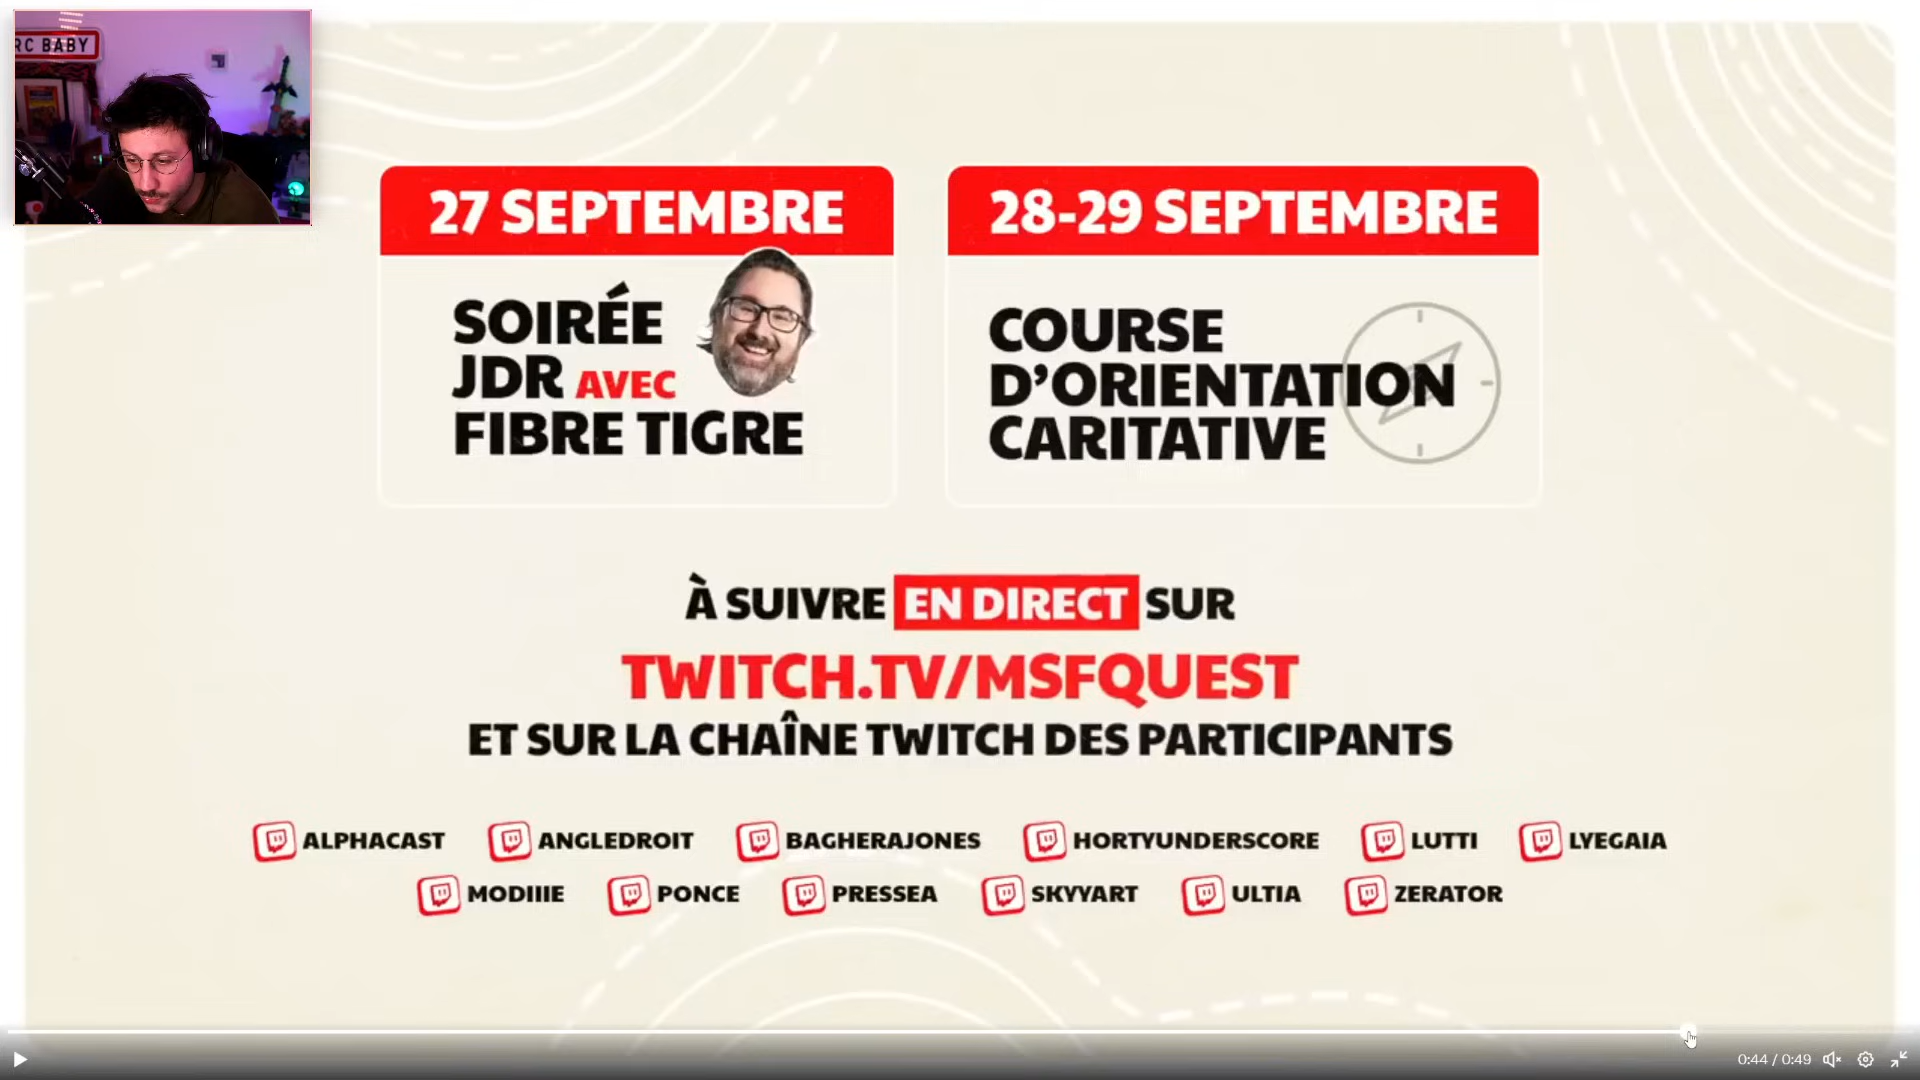 RC BABY
27 SEPTEMBRE
SOIRÉE
JDR AVEC
FIBRE TIGRE
28-29 SEPTEMBRE
COURSE
D'ORIENTATION
CARITATIVE
À SUIVRE EN DIRECT SUR
TWITCH.TV/MSFQUEST
ET SUR LA CHAÎNE TWITCH DES PARTICIPANTS
ALPHACAST ANGLEDROIT BAGHERAJONES HORTYUNDERSCORE LUTTI LYEGAIA
MODIIIE PONCE PRESSEA SKYYART ULTIA ZERATOR
0:44 / 0:49